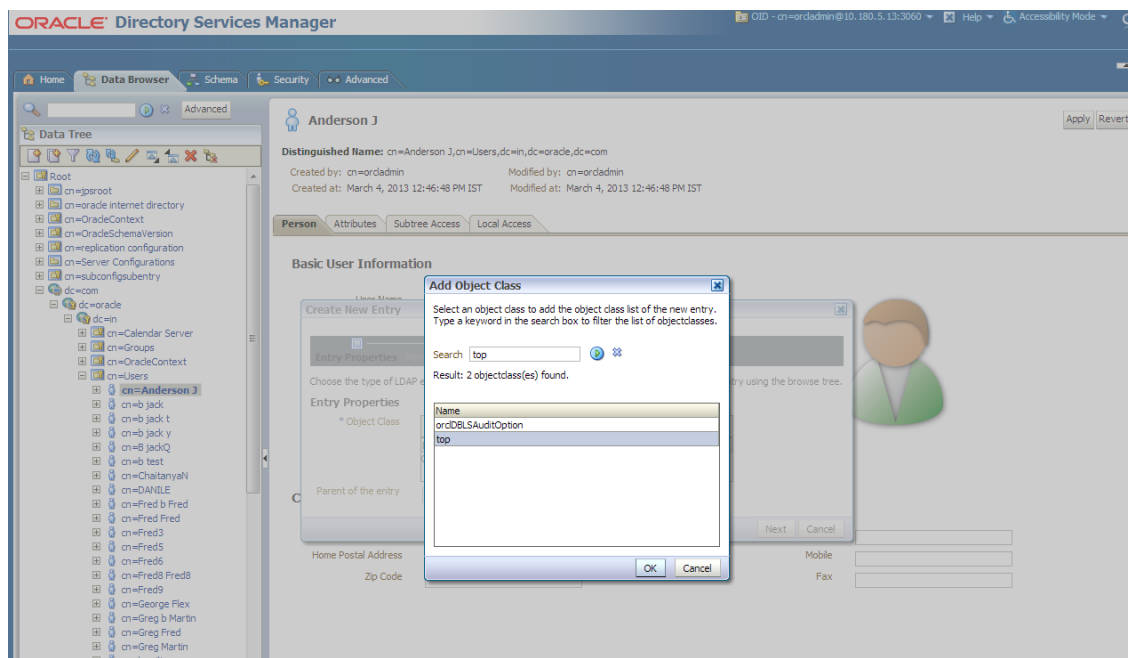 ORACLE Directory Services Manager
OID - cn=orcladmin@10.180.5.13:3060 Help Accessibility Mode
Home Data Browser Schema Security Advanced
Advanced
Data Tree
Root
cn=jpsroot
cn=oracle internet directory
cn=OracleContext
cn=OracleSchemaVersion
cn=replication configuration
cn=Server Configurations
cn=subconfigsubentry
dc=com
dc=oracle
dc=in
cn=Calendar Server
cn=Groups
cn=OracleContext
cn=Users
cn=Anderson J
cn=b jack
cn=b jack t
cn=b jack y
cn=B jackQ
cn=b test
cn=ChaitanyaN
cn=DANILE
cn=Fred b Fred
cn=Fred Fred
cn=Fred3
cn=Fred5
cn=Fred6
cn=Fred8 Fred8
cn=Fred9
cn=George Flex
cn=Greg b Martin
cn=Greg Fred
cn=Greg Martin
Anderson J
Apply Revert
Distinguished Name: cn=Anderson J,cn=Users,dc=in,dc=oracle,dc=com
Created by: cn=orcladmin Modified by: cn=orcladmin
Created at: March 4, 2013 12:46:48 PM IST Modified at: March 4, 2013 12:46:48 PM IST
Person Attributes Subtree Access Local Access
Basic User Information
User Name
Create New Entry
Entry Properties
Choose the type of LDAP
try using the browse tree.
Entry Properties
* Object Class
Parent of the entry
Next Cancel
Add Object Class
Select an object class to add the object class list of the new entry.
Type a keyword in the search box to filter the list of objectclasses.
Search top
Result: 2 objectclass(es) found.
Name
orclDBLSAuditOption
top
OK Cancel
Home Postal Address
Mobile
Zip Code
Fax